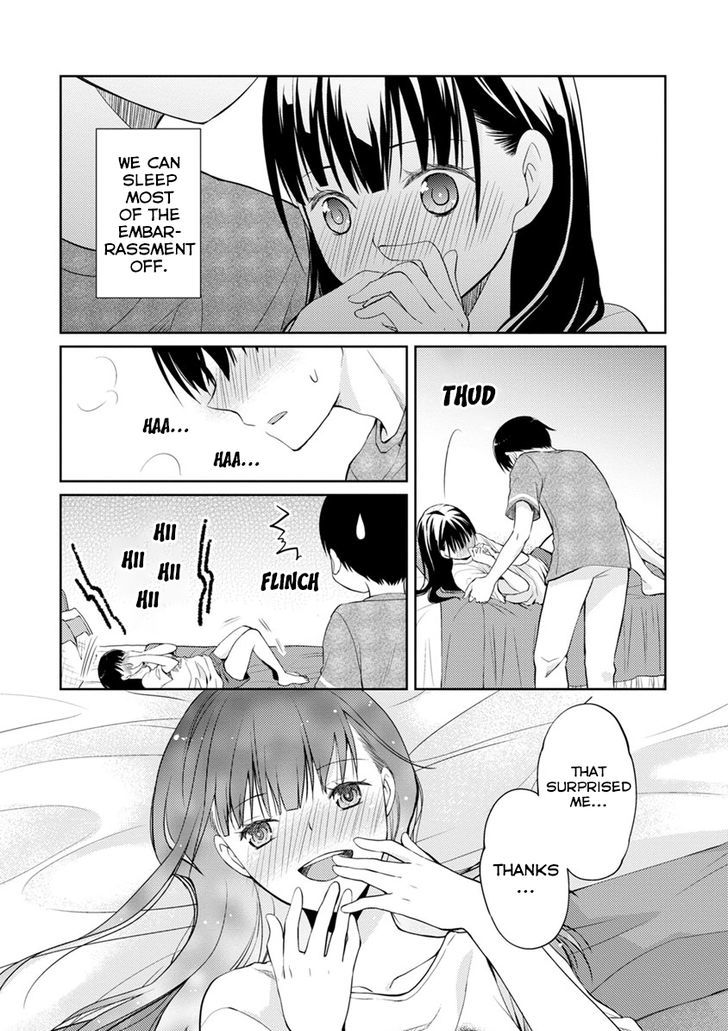 WE CAN
SLEEP
MOST
OF THE
EMBAR-
RASSMENT
OFF.
THUD
HAA...
HAA...
FLINCH
HII
HII
HII
HII
THAT
SURPRISED
ME...
THANKS
...